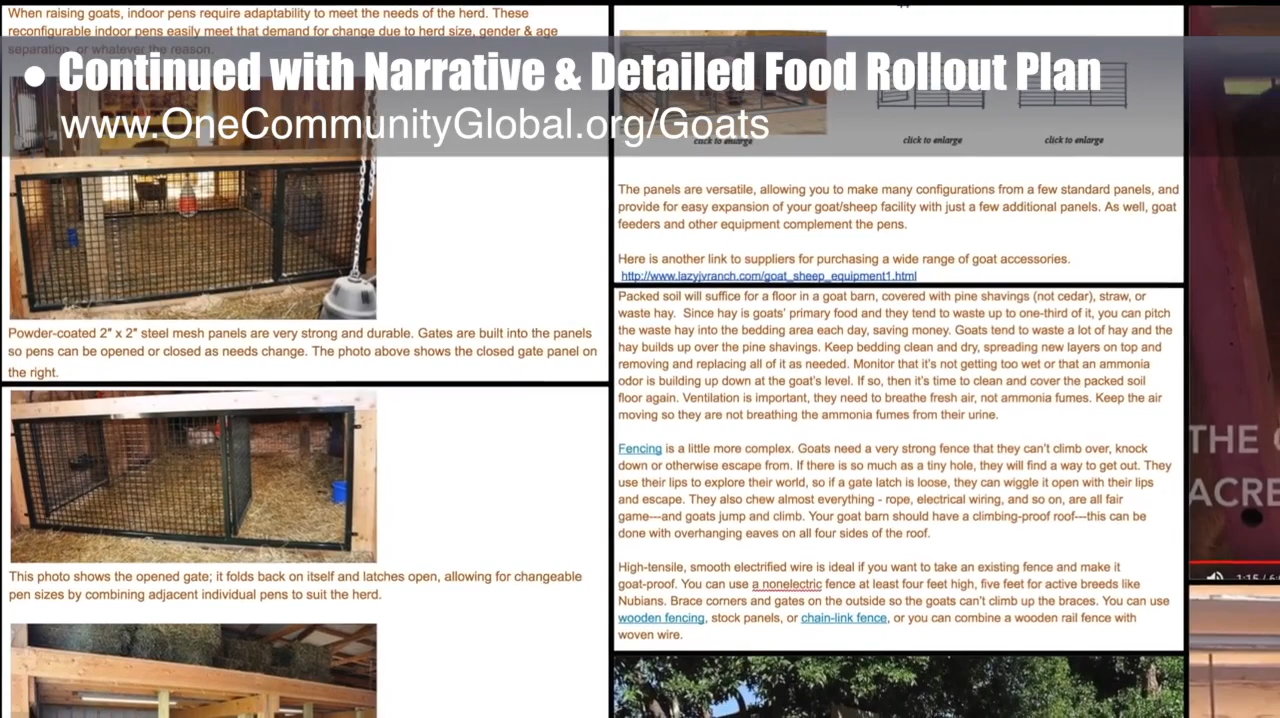 When raising goats, indoor pens require adaptability to meet the needs of the herd. These
reconfigurable indoor pens easily meet that demand for change due to herd size, gender & age
separation, or whatever the reason.
• Continued with Narrative & Detailed Food Rollout Plan
www.OneCommunityGlobal.org/Goats
Powder-coated 2″ x 2″ steel mesh panels are very strong and durable. Gates are built into the panels
so pens can be opened or closed as needs change. The photo above shows the closed gate panel on
the right.
This photo shows the opened gate; it folds back on itself and latches open, allowing for changeable
pen sizes by combining adjacent individual pens to suit the herd.
click to enlarge
click to enlarge
click to enlarge
The panels are versatile, allowing you to make many configurations from a few standard panels, and
provide for easy expansion of your goat/sheep facility with just a few additional panels. As well, goat
feeders and other equipment complement the pens.
Here is another link to suppliers for purchasing a wide range of goat accessories.
http://www.lazyjvranch.com/goat_sheep_equipment1.html
Packed soil will suffice for a floor in a goat barn, covered with pine shavings (not cedar), straw, or
waste hay. Since hay is goats' primary food and they tend to waste up to one-third of it, you can pitch
the waste hay into the bedding area each day, saving money. Goats tend to waste a lot of hay and the
hay builds up over the pine shavings. Keep bedding clean and dry, spreading new layers on top and
removing and replacing all of it as needed. Monitor that it's not getting too wet or that an ammonia
odor is building up down at the goat's level. If so, then it's time to clean and cover the packed soil
floor again. Ventilation is important, they need to breathe fresh air, not ammonia fumes. Keep the air
moving so they are not breathing the ammonia fumes from their urine.
Fencing is a little more complex. Goats need a very strong fence that they can't climb over, knock
down or otherwise escape from. If there is so much as a tiny hole, they will find a way to get out. They
use their lips to explore their world, so if a gate latch is loose, they can wiggle it open with their lips
and escape. They also chew almost everything - rope, electrical wiring, and so on, are all fair
game---and goats jump and climb. Your goat barn should have a climbing-proof roof---this can be
done with overhanging eaves on all four sides of the roof.
High-tensile, smooth electrified wire is ideal if you want to take an existing fence and make it
goat-proof. You can use a nonelectric fence at least four feet high, five feet for active breeds like
Nubians. Brace corners and gates on the outside so the goats can't climb up the braces. You can use
wooden fencing, stock panels, or chain-link fence, or you can combine a wooden rail fence with
woven wire.
THE
ACRE
1:15 / 6: